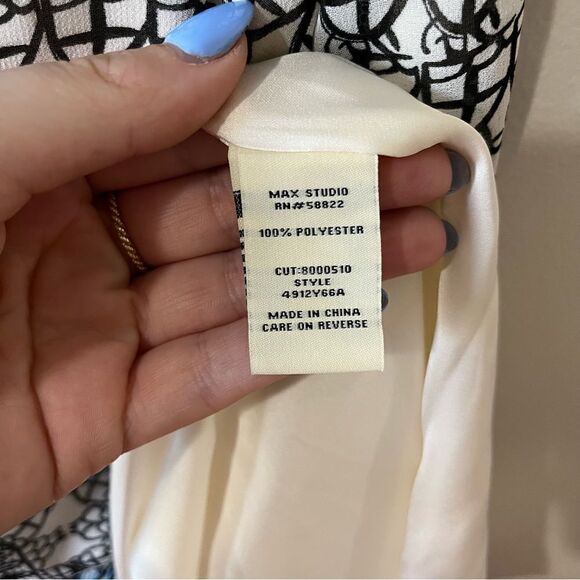 MAX STUDIO
RN#58822
100% POLYESTER
CUT:8000510
STYLE
4912Y66A
MADE IN CHINA
CARE ON REVERSE